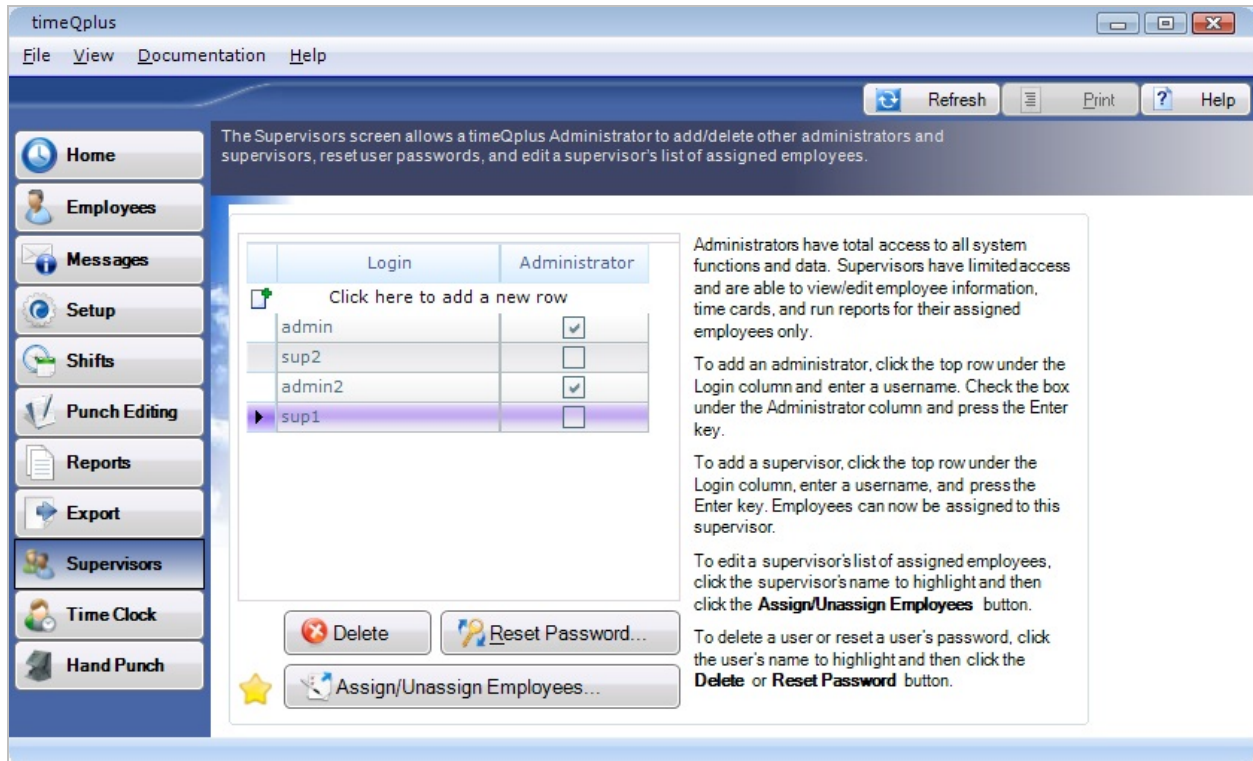 timeQplus
File View Documentation Help
Refresh Print Help
The Supervisors screen allows a timeQplus Administrator to add/delete other administrators and
supervisors, reset user passwords, and edit a supervisor's list of assigned employees.
Home
Employees
Messages
Setup
Shifts
Punch Editing
Reports
Export
Supervisors
Time Clock
Hand Punch
Login Administrator
Click here to add a new row
admin
sup2
admin2
sup1
Delete Reset Password...
Assign/Unassign Employees...
Administrators have total access to all system
functions and data. Supervisors have limited access
and are able to view/edit employee information,
time cards, and run reports for their assigned
employees only.
To add an administrator, click the top row under the
Login column and enter a username. Check the box
under the Administrator column and press the Enter
key.
To add a supervisor, click the top row under the
Login column, enter a username, and press the
Enter key. Employees can now be assigned to this
supervisor.
To edit a supervisor's list of assigned employees,
click the supervisor's name to highlight and then
click the Assign/Unassign Employees button.
To delete a user or reset a user's password, click
the user's name to highlight and then click the
Delete or Reset Password button.